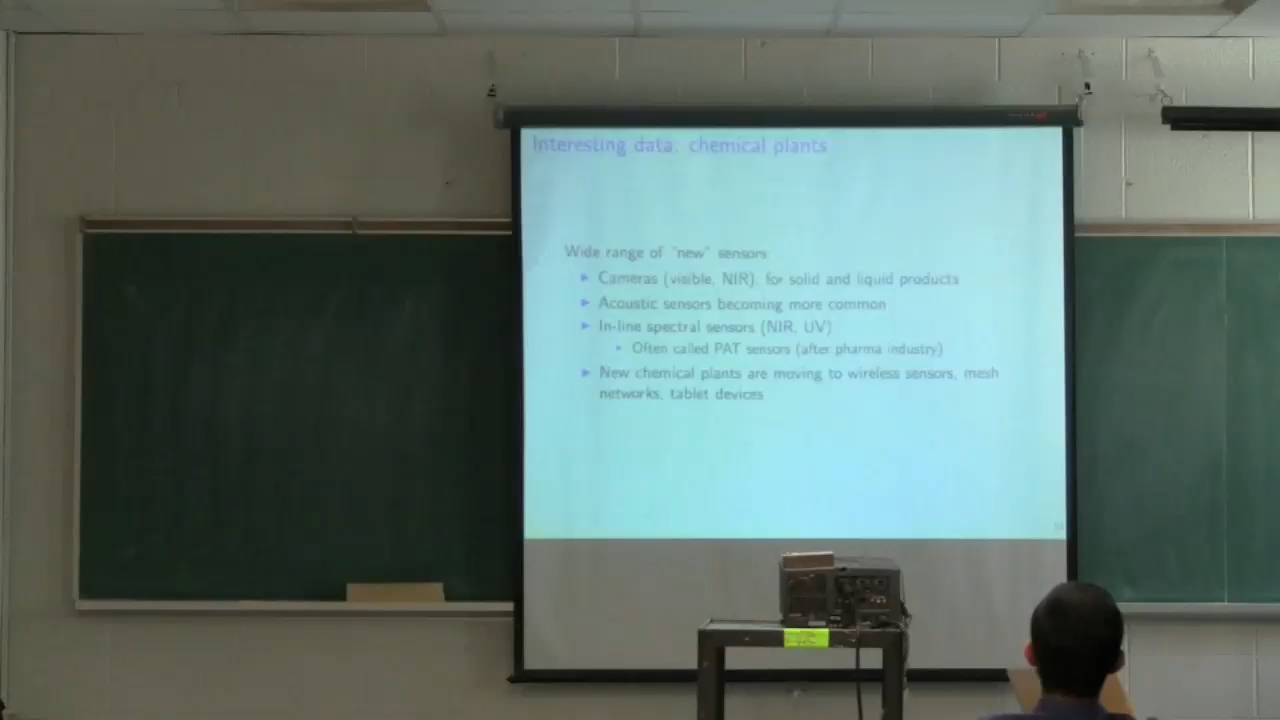 Interesting data, chemical plants
Wide range of "new" sensors
Cameras (visible, NIR), for solid and liquid products
Acoustic sensors becoming more common
In-line spectral sensors (NIR, UV)
Often called PAT sensors (after pharma industry)
New chemical plants are moving to wireless sensors, mesh
networks, tablet devices